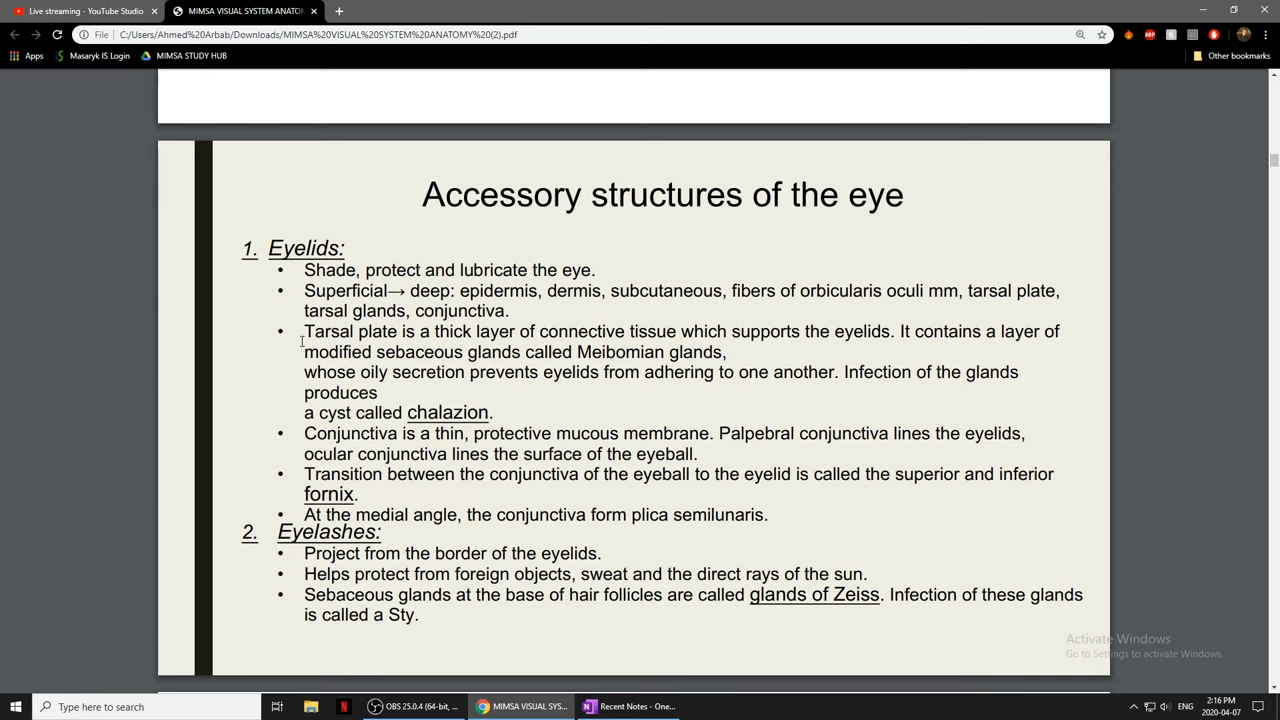 Live streaming - YouTube Studio
MIMSA VISUAL SYSTEM ANATO
File
C:/Users/Ahmed%20Arbab/Downloads/MIMSA%20VISUAL%20SYSTEM%20ANATOMY%20(2).pdf
ABP
Apps
Masaryk IS Login
MIMSA STUDY HUB
Other bookmarks
Accessory structures of the eye
1. Eyelids:
• Shade, protect and lubricate the eye.
• Superficial→ deep: epidermis, dermis, subcutaneous, fibers of orbicularis oculi mm, tarsal plate,
tarsal glands, conjunctiva.
• Tarsal plate is a thick layer of connective tissue which supports the eyelids. It contains a layer of
modified sebaceous glands called Meibomian glands,
whose oily secretion prevents eyelids from adhering to one another. Infection of the glands
produces
a cyst called chalazion.
• Conjunctiva is a thin, protective mucous membrane. Palpebral conjunctiva lines the eyelids,
ocular conjunctiva lines the surface of the eyeball.
• Transition between the conjunctiva of the eyeball to the eyelid is called the superior and inferior
fornix.
• At the medial angle, the conjunctiva form plica semilunaris.
2. Eyelashes:
• Project from the border of the eyelids.
• Helps protect from foreign objects, sweat and the direct rays of the sun.
• Sebaceous glands at the base of hair follicles are called glands of Zeiss. Infection of these glands
is called a Sty.
Activate Windows
Go to Settings to activate Windows.
Type here to search
OBS 25.0.4 (64-bit, ...
MIMSA VISUAL SYS...
Recent Notes - One...
ENG
2:16 PM
2020-04-07